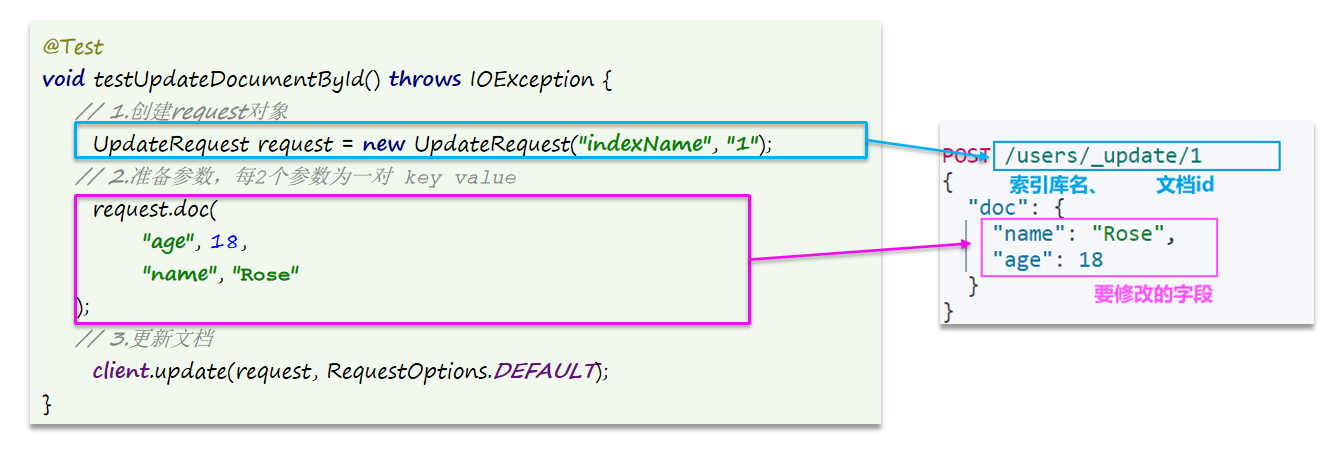 @Test
void testUpdateDocumentById() throws IOException {
// 1.创建request对象
UpdateRequest request = new UpdateRequest("indexName", "1");
// 2.准备参数，每2个参数为一对 key value
request.doc(
"age", 18,
"name", "Rose"
);
// 3.更新文档
client.update(request, RequestOptions.DEFAULT);
}
POST /users/_update/1
索引库名、 文档id
{
"doc": {
"name": "Rose",
"age": 18
要修改的字段
}
}